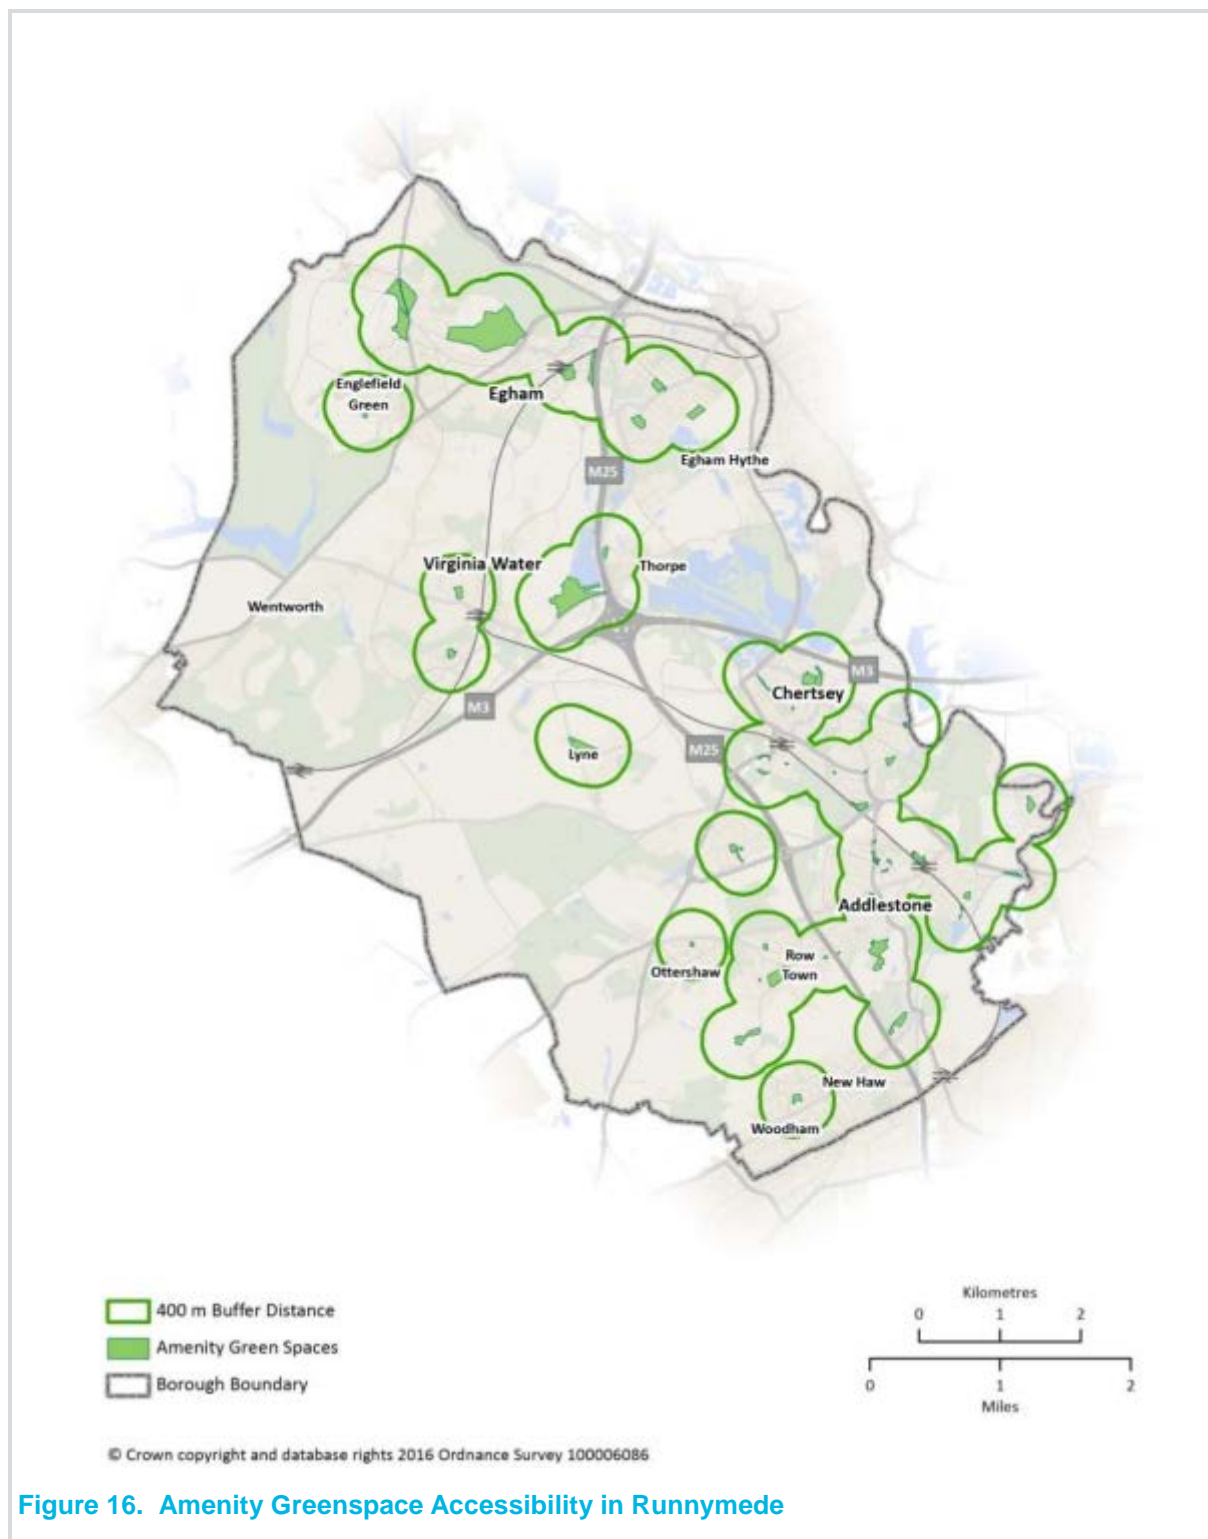 Englefield
Green
Egham
Egham Hythe
M25
Virginia Water
Thorpe
Wentworth
M3
Chertsey
M3
Lyne
M25
Addlestone
Row
Town
Ottershaw
New Haw
Woodham
400 m Buffer Distance
Amenity Green Spaces
Borough Boundary
Kilometres
0 1 2
0 1 2
Miles
© Crown copyright and database rights 2016 Ordnance Survey 100006086
Figure 16. Amenity Greenspace Accessibility in Runnymede